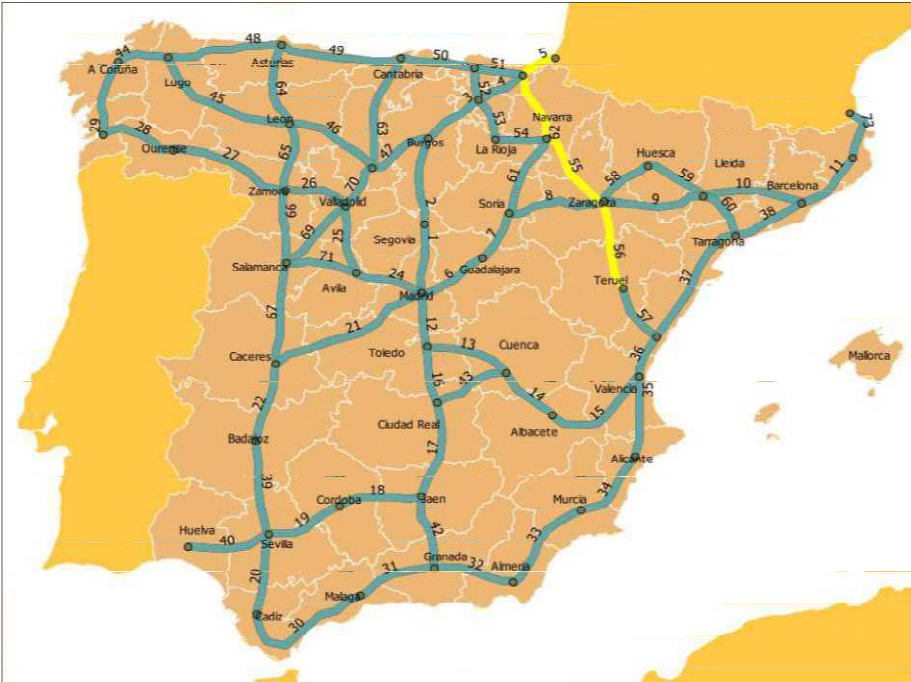 44
48
49
50
51
5
A Coruña
Lugo
Asturias
Cantabria
4
52
3
64
45
46
63
53
54
62
Navarra
73
29
28
Ourense
27
Leon
65
47
Burgos
La Rioja
55
58
Huesca
59
Lleida
10
11
Barcelona
Zamora
26
70
Valladolid
66
69
25
2
61
Soria
8
Zaragoza
9
60
38
Tarragona
Segovia
1
7
56
Salamanca
71
Avila
24
Madrid
6
Guadalajara
Teruel
37
67
21
12
57
Caceres
Toledo
13
Cuenca
36
Mallorca
22
16
43
14
15
Valencia
35
Badajoz
Ciudad Real
17
Albacete
Alicante
39
Cordoba
18
Jaen
Murcia
34
Huelva
40
19
Sevilla
42
33
20
31
Granada
32
Almeria
Cadiz
Malaga
30